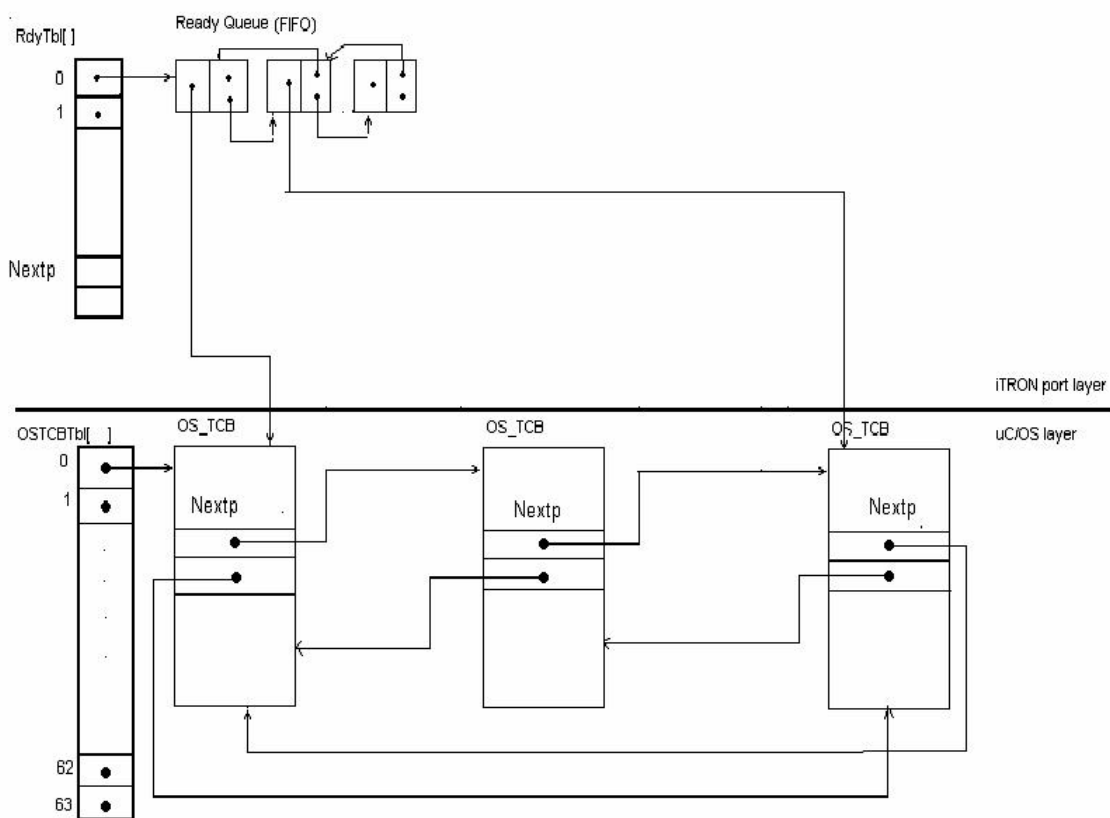 Ready Queue (FIFO)
RdyTbl[ ]
0
1
Nextp
iTRON port layer
uC/OS layer
OSTCBTbl[ ]
OS_TCB
OS_TCB
OS_TCB
0
1
Nextp
Nextp
Nextp
62
63